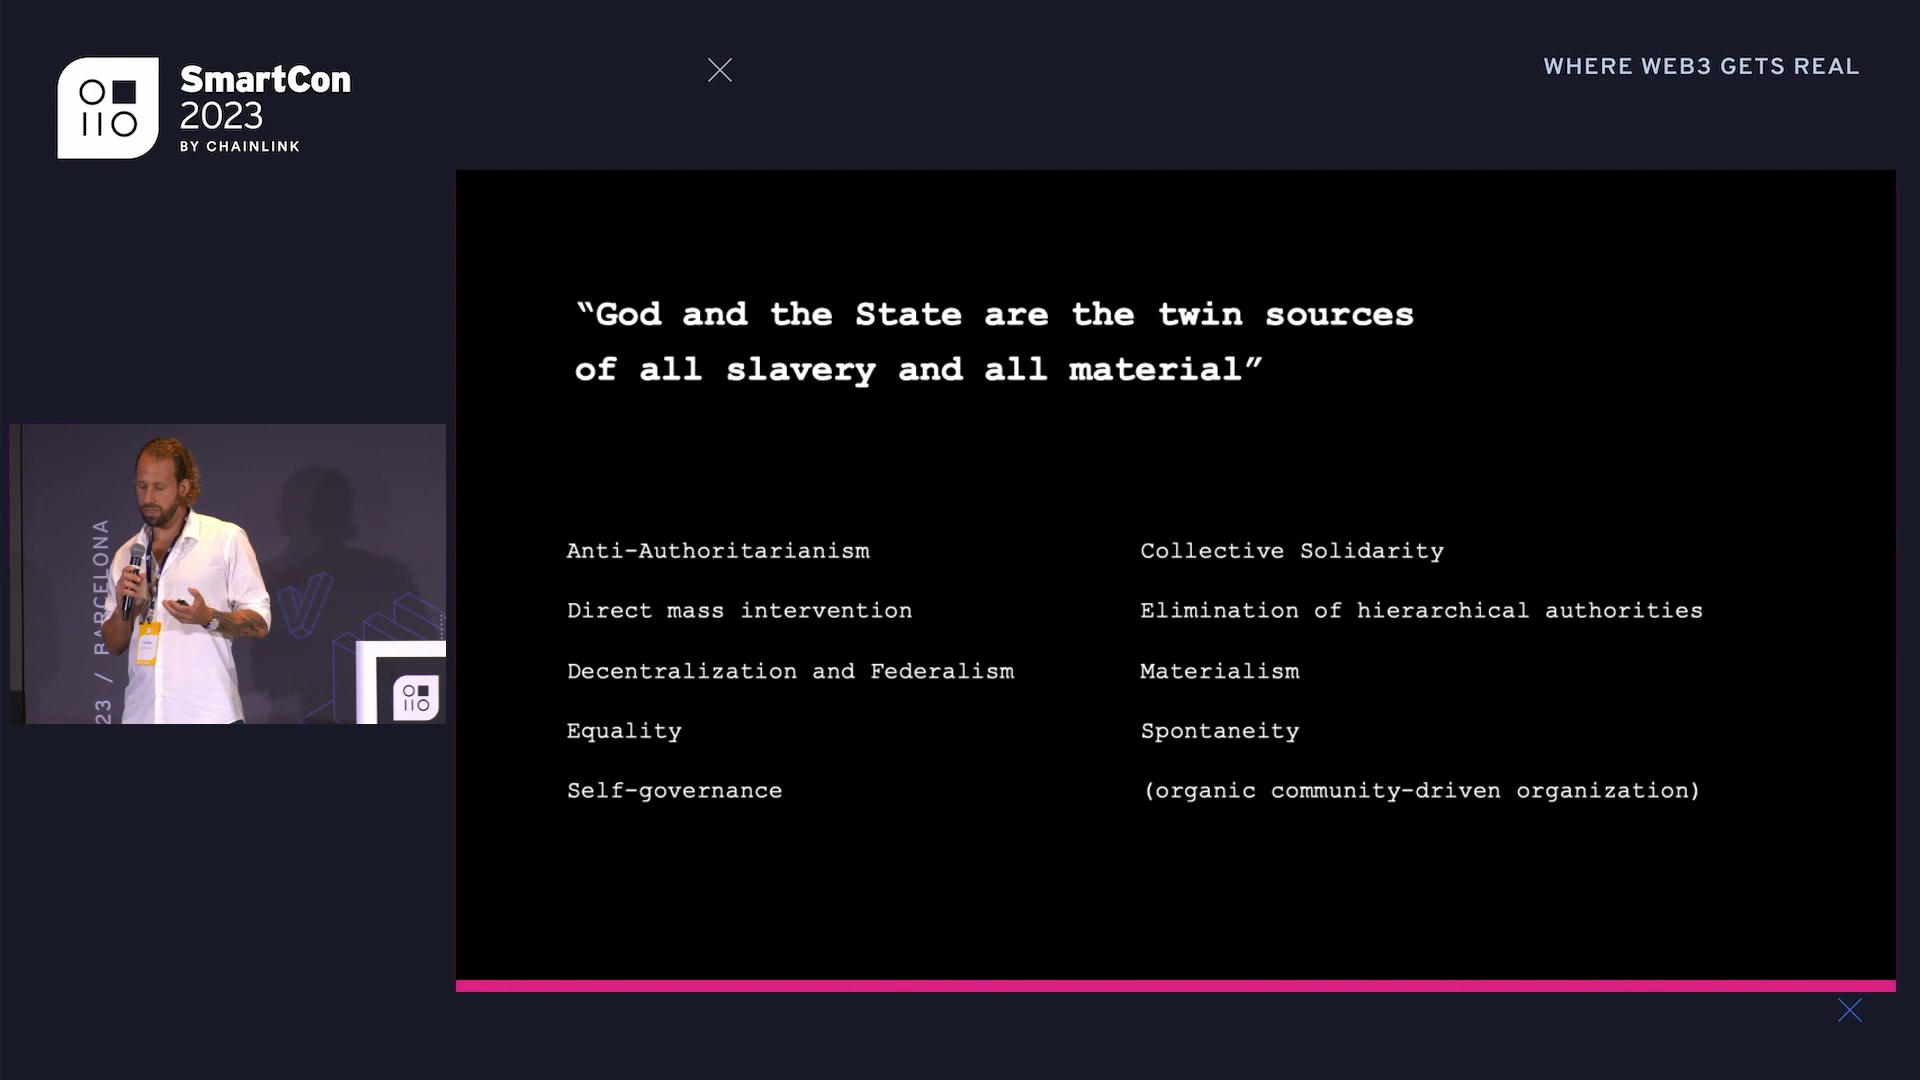 SmartCon
2023
BY CHAINLINK
WHERE WEB3 GETS REAL
“God and the State are the twin sources
of all slavery and all material”
Anti-Authoritarianism
Direct mass intervention
Decentralization and Federalism
Equality
Self-governance
Collective Solidarity
Elimination of hierarchical authorities
Materialism
Spontaneity
(organic community-driven organization)
23 / BARCELONA